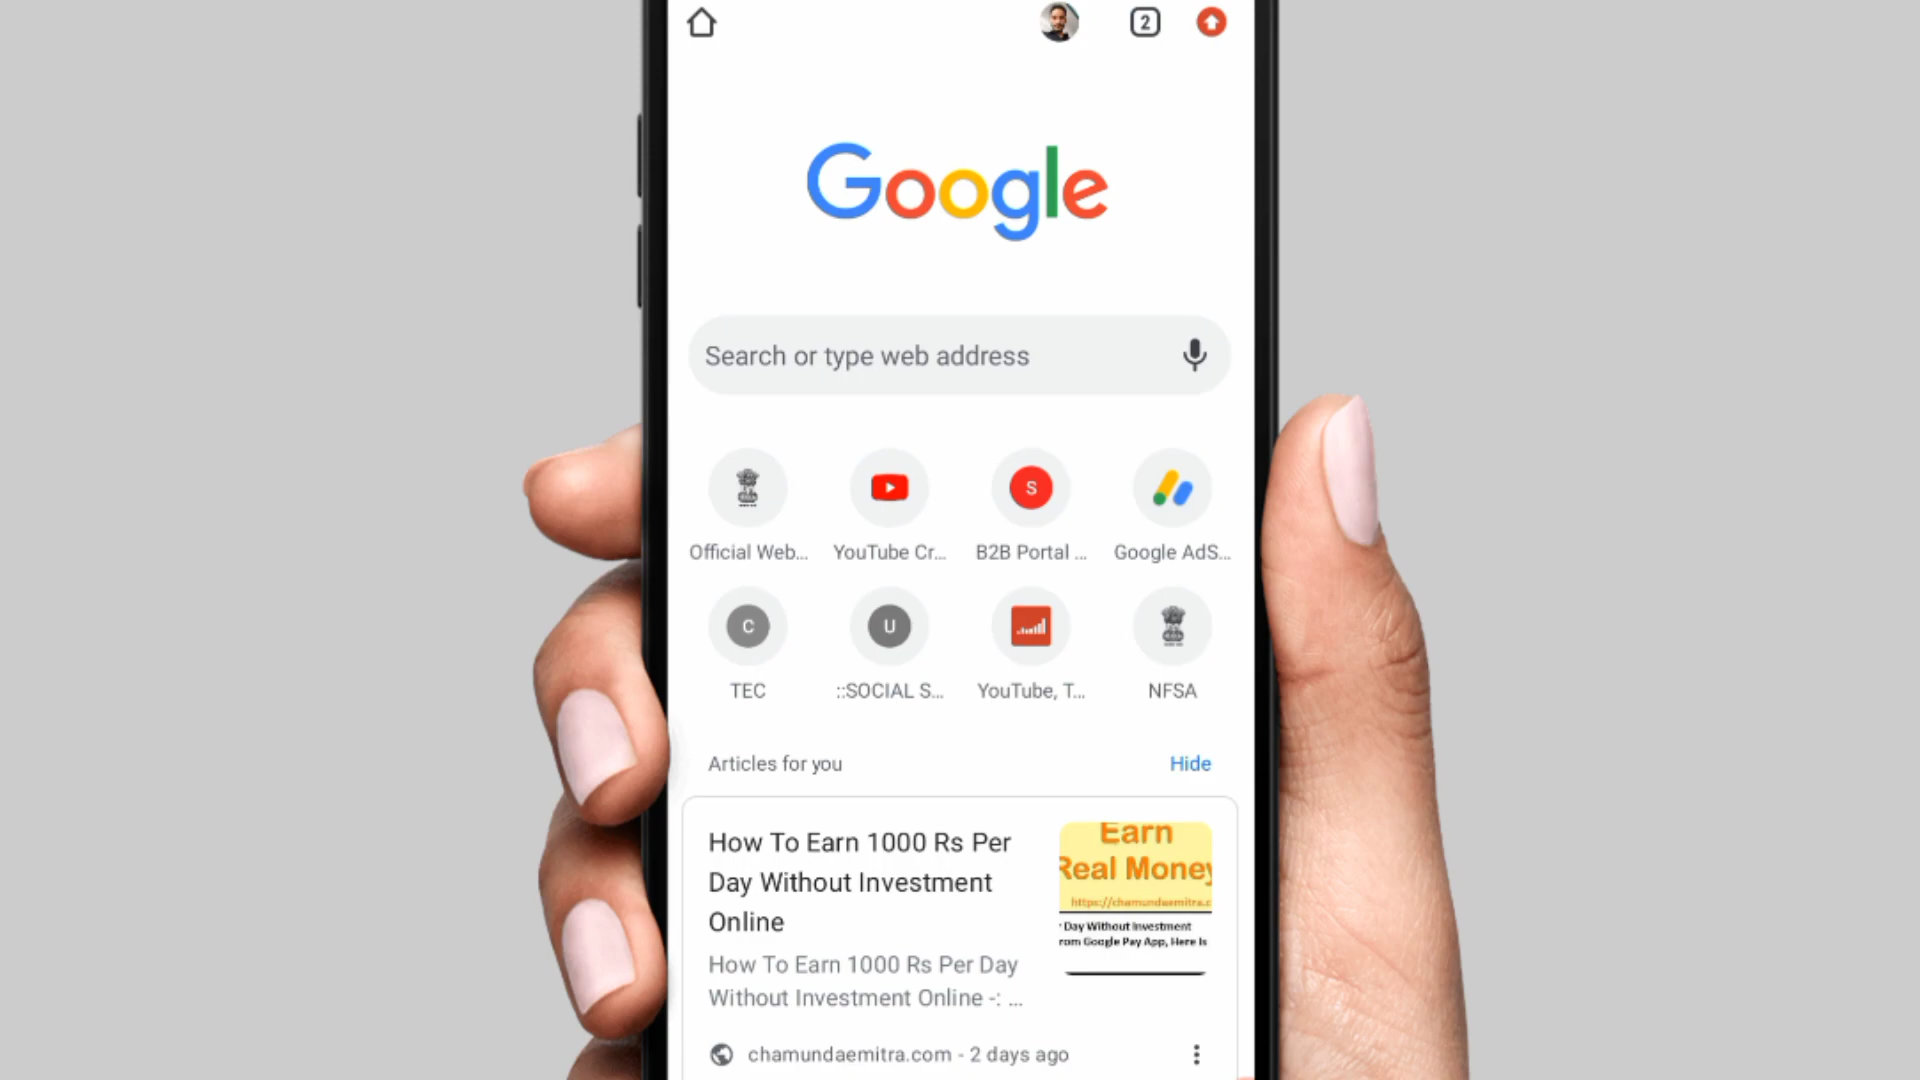 2
Google
Search or type web address
S
Official Web...
YouTube Cr...
B2B Portal ...
Google AdS...
C
U
TEC
::SOCIAL S...
YouTube, T...
NFSA
Articles for you
Hide
How To Earn 1000 Rs Per
Day Without Investment
Online
How To Earn 1000 Rs Per Day
Without Investment Online -: ...
chamundaemitra.com - 2 days ago
Earn
Real Money
https://chamundaemitra.c
Day Without Investment
rom Google Pay App, Here Is